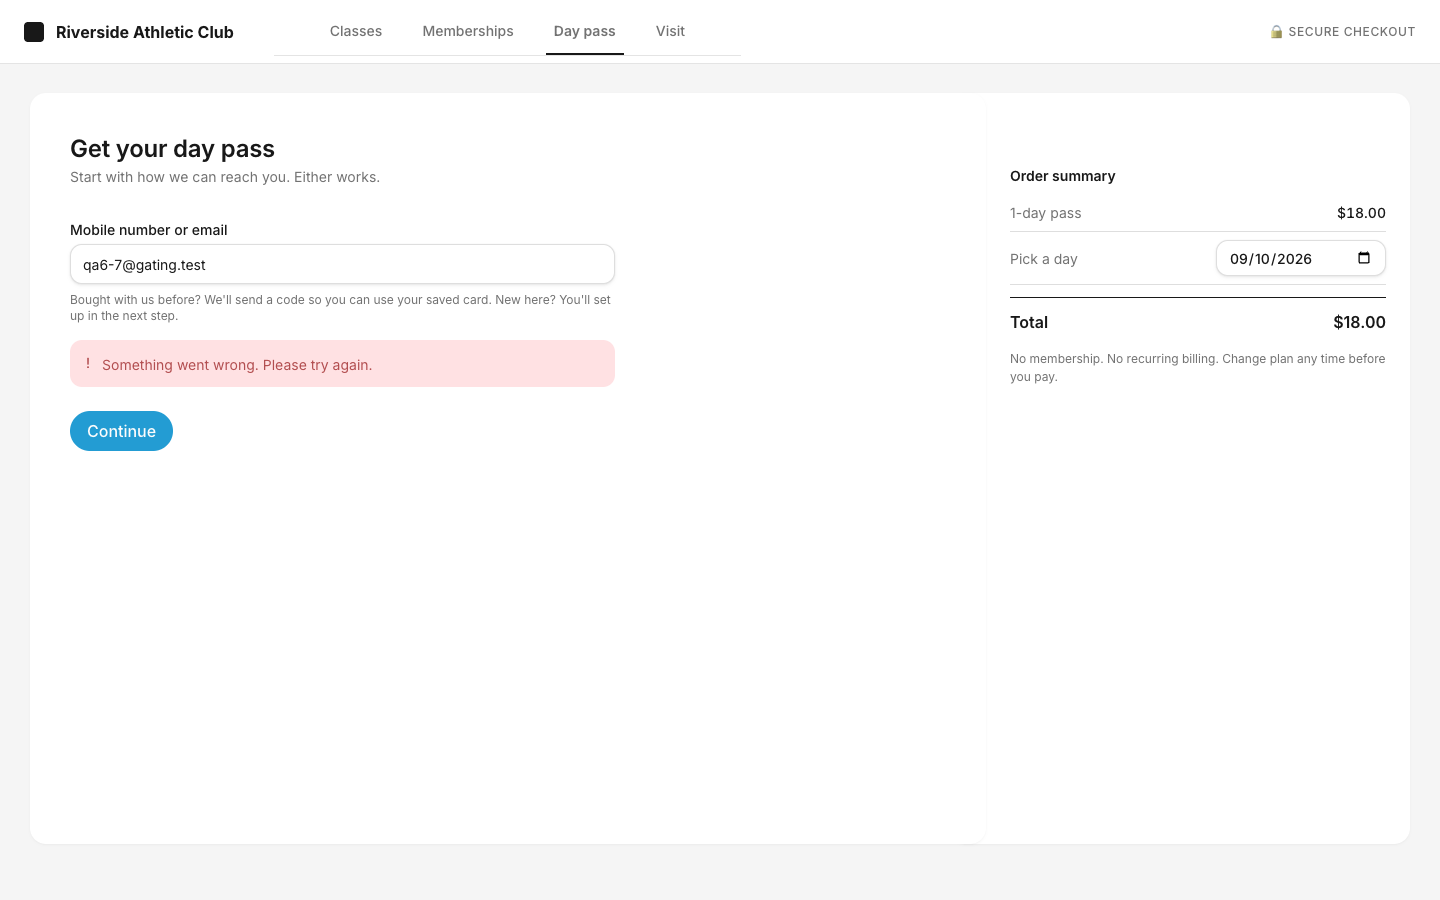 Riverside Athletic Club
Classes
Memberships
Day pass
Visit
🔒 SECURE CHECKOUT
Get your day pass
Start with how we can reach you. Either works.
Mobile number or email
qa6-7@gating.test
Bought with us before? We'll send a code so you can use your saved card. New here? You'll set
up in the next step.
! Something went wrong. Please try again.
Continue
Order summary
1-day pass $18.00
Pick a day 09/10/2026
Total $18.00
No membership. No recurring billing. Change plan any time before
you pay.